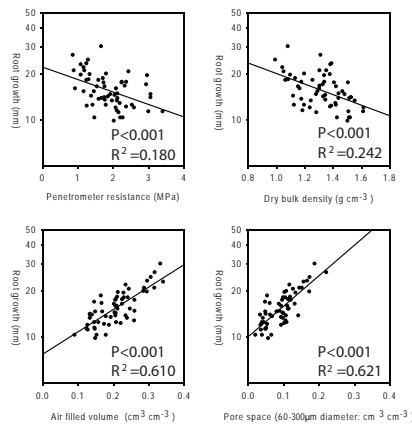 50
40
30
20
10
Root growth (mm)
0 1 2 3 4
Penetrometer resistance (MPa)
P<0.001
R² =0.180
50
40
30
20
10
Root growth (mm)
0.8 1 1.2 1.4 1.6 1.8
Dry bulk density (g cm⁻³)
P<0.001
R² =0.242
50
40
30
20
10
Root growth (mm)
0.0 0.1 0.2 0.3 0.4
Air filled volume (cm³ cm⁻³)
P<0.001
R² =0.610
50
40
30
20
10
Root growth (mm)
0.0 0.1 0.2 0.3 0.4
Pore space (60-300µm diameter: cm³ cm⁻³)
P<0.001
R² =0.621